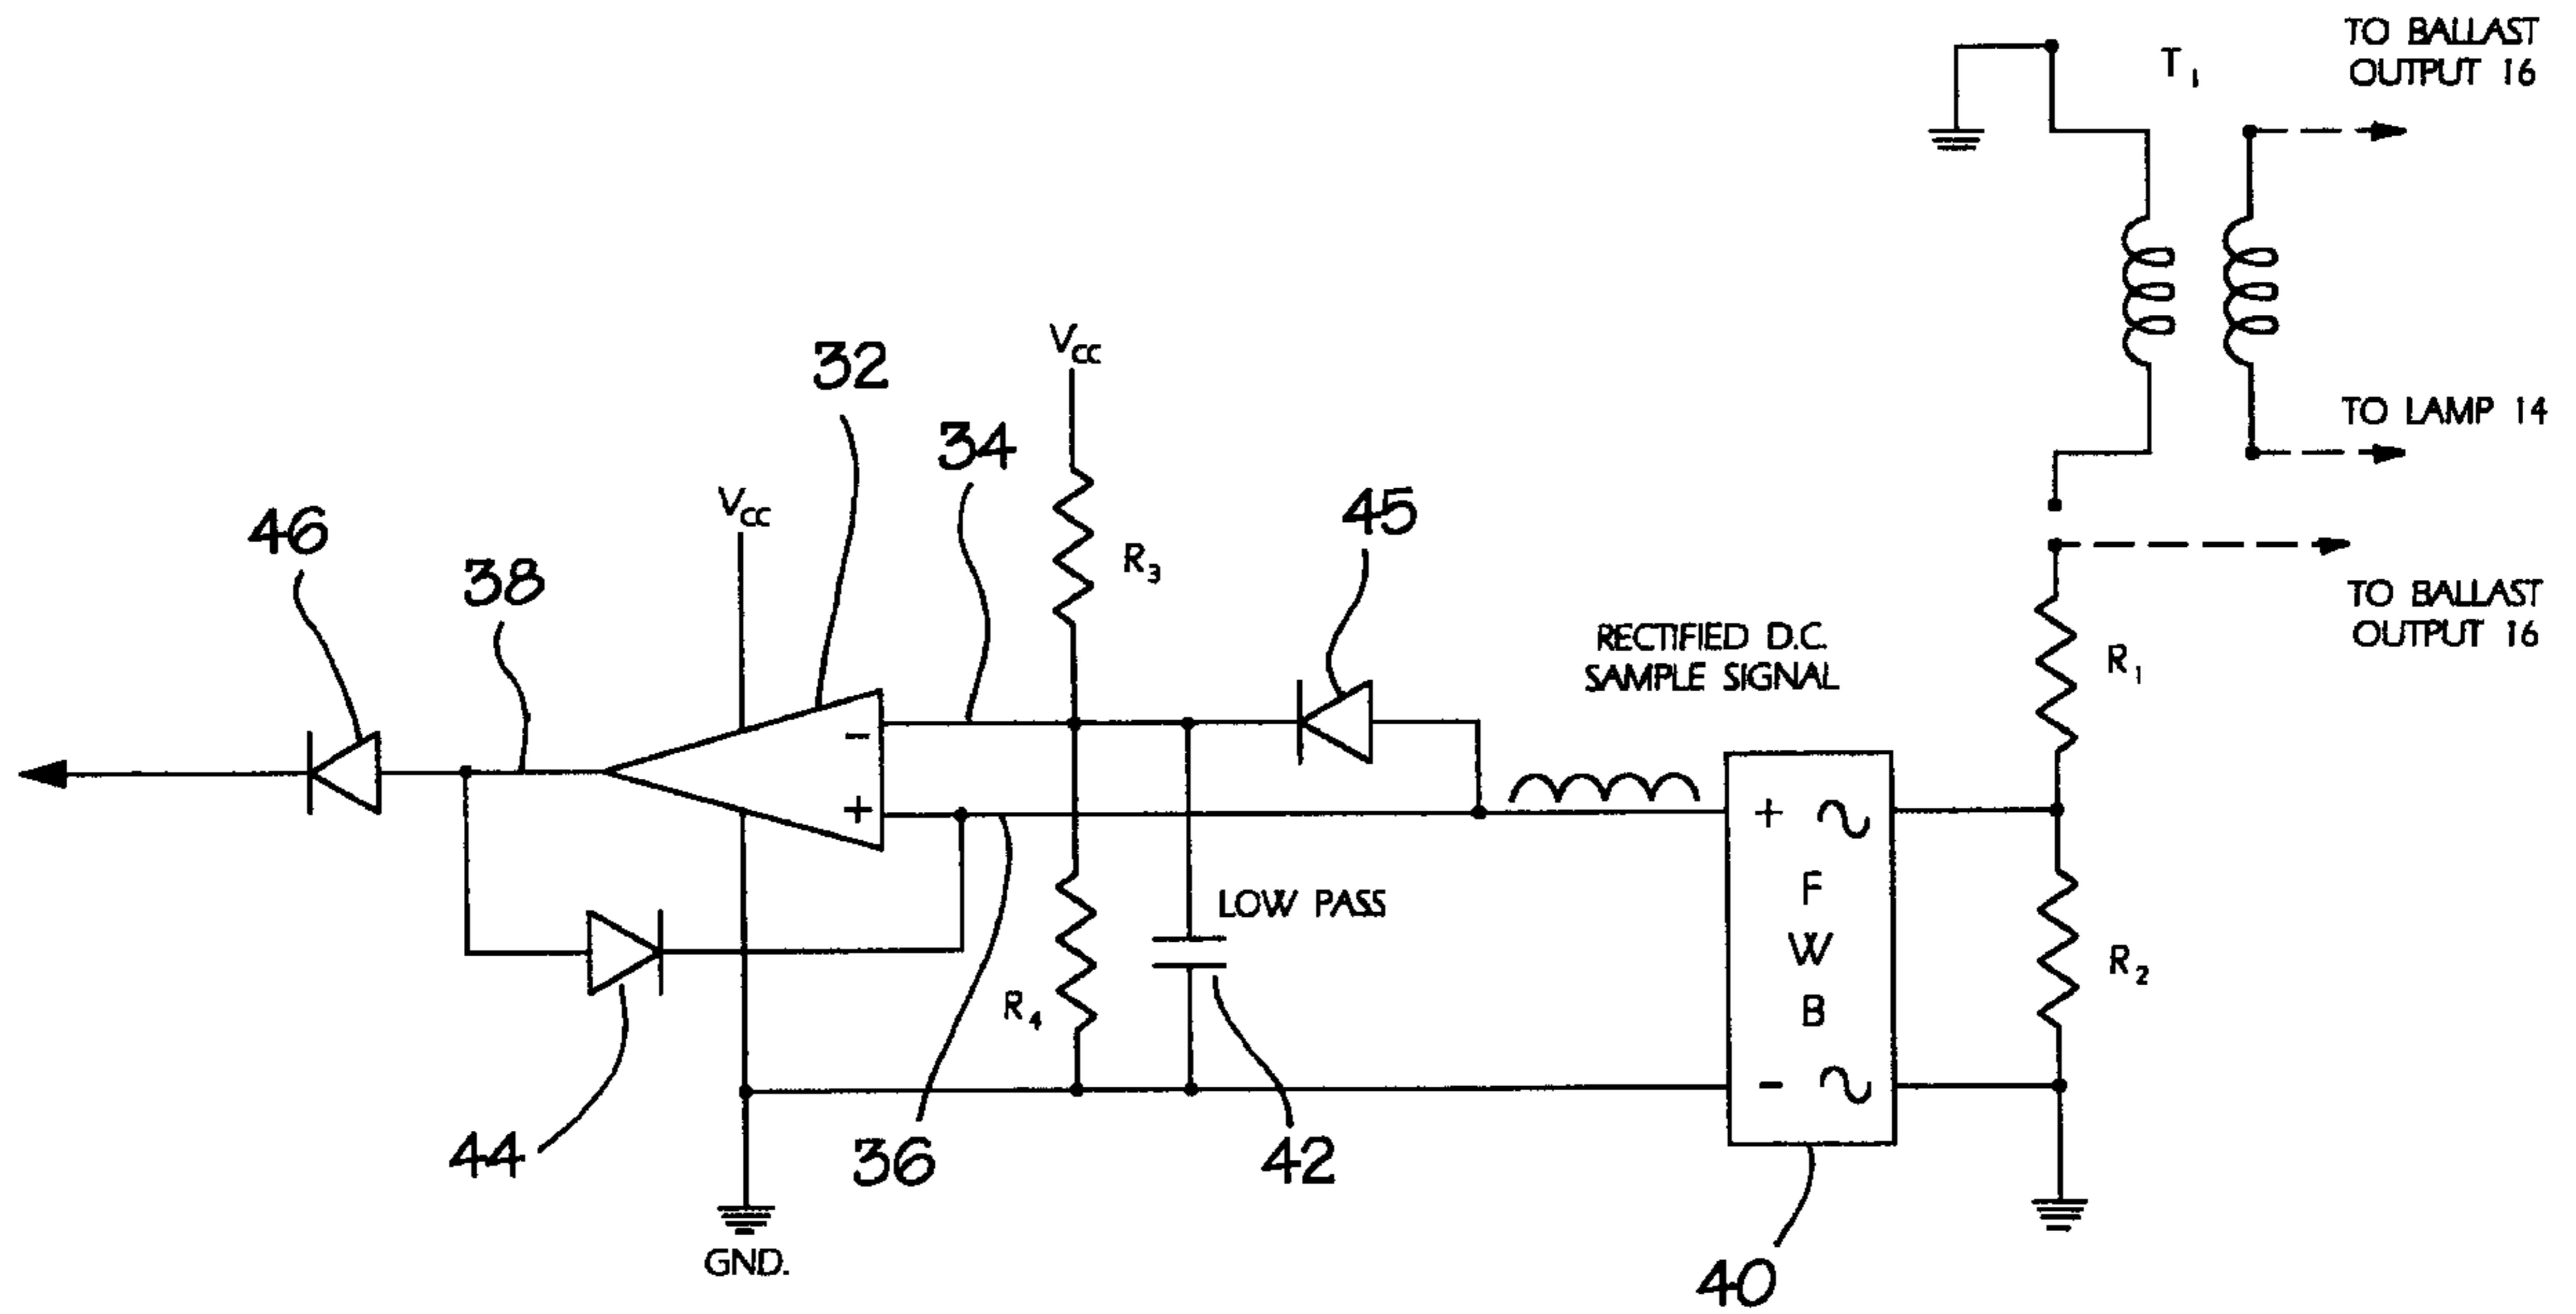 TO BALLAST
OUTPUT 16
T1
TO LAMP 14
VCC
32
34
VCC
45
46
38
R3
TO BALLAST
OUTPUT 16
RECTIFIED D.C.
SAMPLE SIGNAL
R1
−
+
+
F
W
B
−
LOW PASS
R2
R4
44
36
42
GND.
40